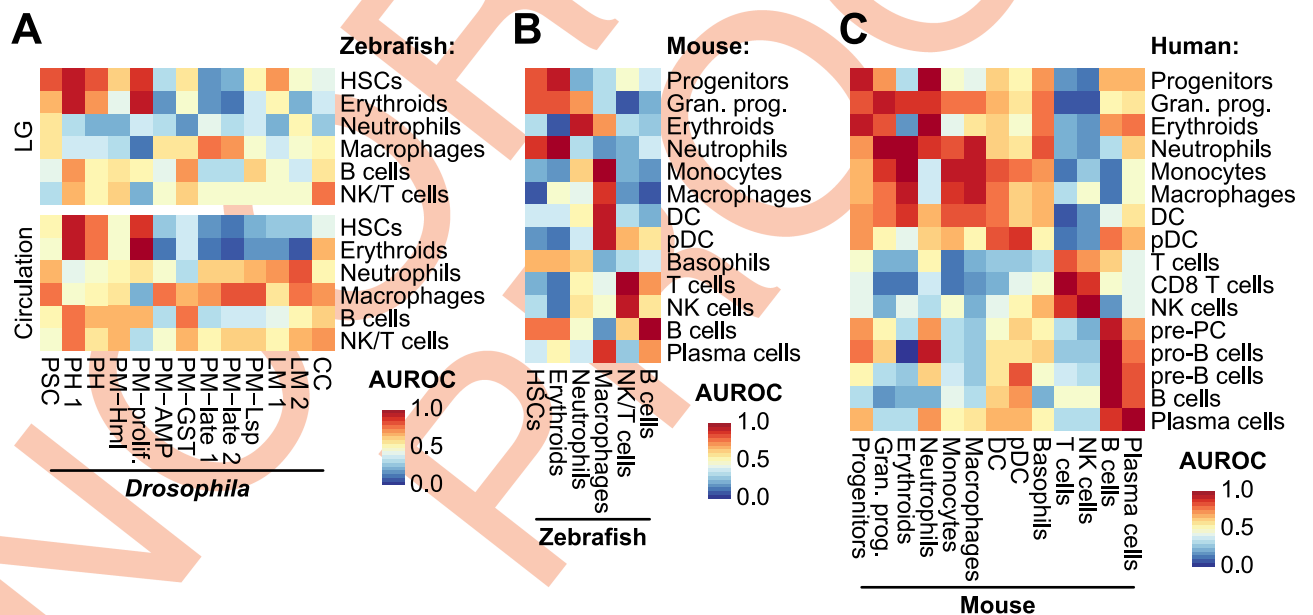 A
Zebrafish:
LG
HSCs
Erythroids
Neutrophils
Macrophages
B cells
NK/T cells
Circulation
HSCs
Erythroids
Neutrophils
Macrophages
B cells
NK/T cells
PSC
PH 1
PH
PM−Hml
PM−prolif.
PM−AMP
PM−GST
PM−late 1
PM−late 2
PM−Lsp
LM 1
LM 2
CC
Drosophila
AUROC
1.0
0.5
0.0
B
Mouse:
Progenitors
Gran. prog.
Erythroids
Neutrophils
Monocytes
Macrophages
DC
pDC
Basophils
T cells
NK cells
B cells
Plasma cells
HSCs
Erythroids
Neutrophils
Macrophages
NK/T cells
B cells
Zebrafish
AUROC
1.0
0.5
0.0
C
Human:
Progenitors
Gran. prog.
Erythroids
Neutrophils
Monocytes
Macrophages
DC
pDC
T cells
CD8 T cells
NK cells
pre-PC
pro-B cells
pre-B cells
B cells
Plasma cells
Progenitors
Gran. prog.
Erythroids
Neutrophils
Monocytes
Macrophages
DC
pDC
Basophils
T cells
NK cells
B cells
Plasma cells
Mouse
AUROC
1.0
0.5
0.0